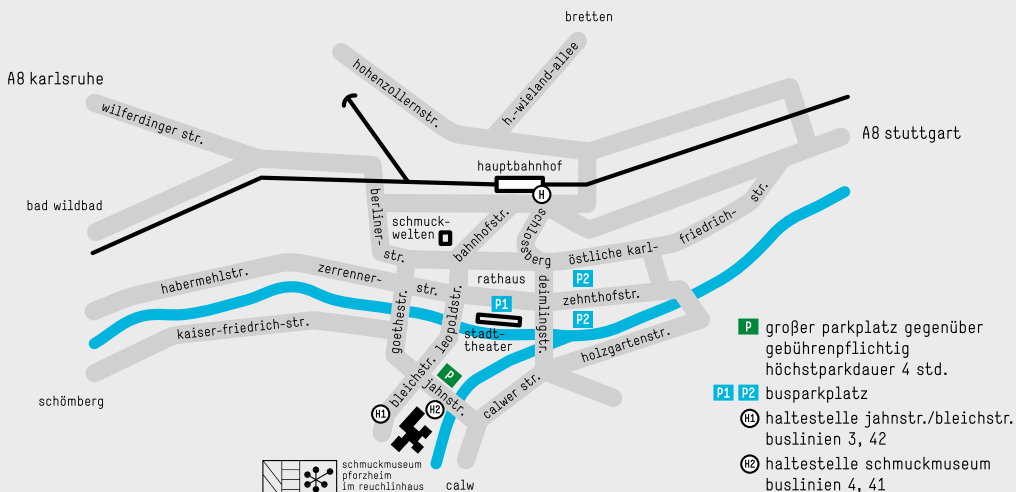 bretten
A8 karlsruhe
hohenzollernstr.
h.-wieland-allee
wilferdinger str.
A8 stuttgart
hauptbahnhof
H
bad wildbad
berliner-
str.
schmuck-
welten
bahnhofstr.
schloss
berg
östliche karl-
friedrich-
str.
habermehlstr.
zerrenner-
str.
rathaus
P2
P1
zehnthofstr.
P2
kaiser-friedrich-str.
goethestr.
leopoldstr.
stadt-
theater
deimlingstr.
holzgartenstr.
P
bleichstr.
jahnstr.
calwer str.
schömberg
H1
H2
schmuckmuseum
pforzheim
im reuchlinhaus
calw
P großer parkplatz gegenüber
gebührenpflichtig
höchstparkdauer 4 std.
P1 P2 busparkplatz
H1 haltestelle jahnstr./bleichstr.
buslinien 3, 42
H2 haltestelle schmuckmuseum
buslinien 4, 41